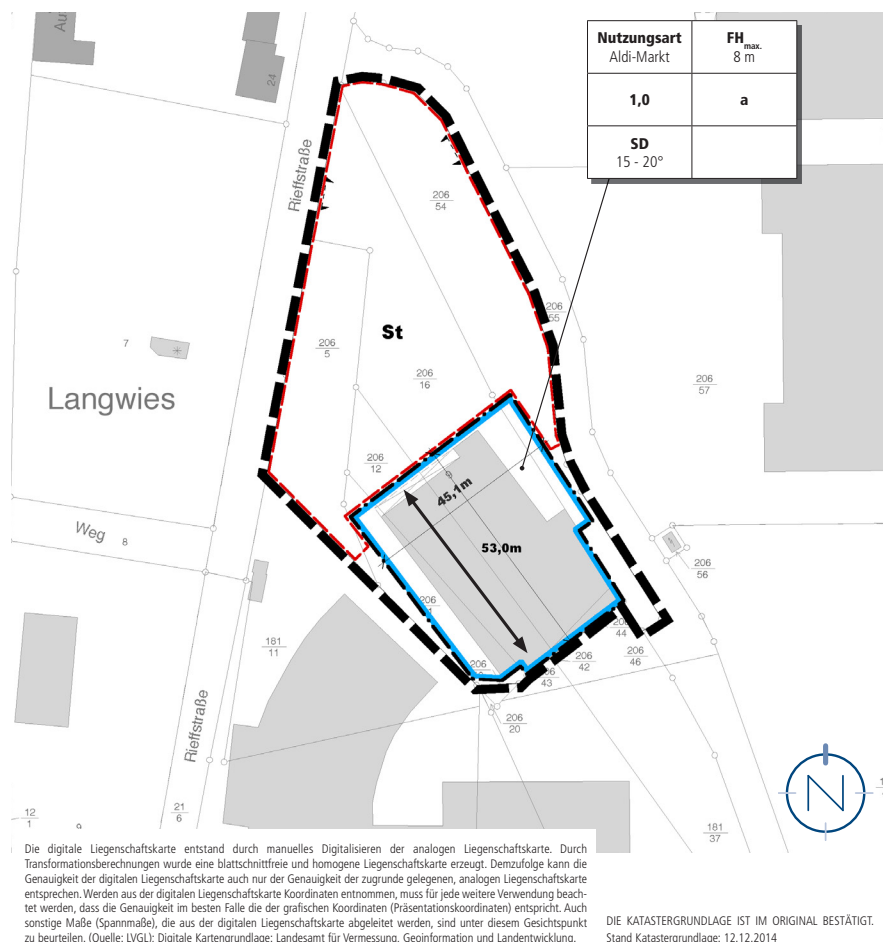 Nutzungsart
Aldi-Markt
FH max.
8 m
1,0
a
SD
15 - 20°
24
Rieffstraße
206
54
206
55
206
5
St
7
206
16
206
57
Langwies
206
12
45,1m
Weg
8
53,0m
206
56
206
206
44
181
11
206
42
206
46
206
43
206
20
Rieffstraße
N
12
1
21
6
181
37
Die digitale Liegenschaftskarte entstand durch manuelles Digitalisieren der analogen Liegenschaftskarte. Durch
Transformationsberechnungen wurde eine blattschnittfreie und homogene Liegenschaftskarte erzeugt. Demzufolge kann die
Genauigkeit der digitalen Liegenschaftskarte auch nur der Genauigkeit der zugrunde gelegenen, analogen Liegenschaftskarte
entsprechen. Werden aus der digitalen Liegenschaftskarte Koordinaten entnommen, muss für jede weitere Verwendung beach-
tet werden, dass die Genauigkeit im besten Falle die der grafischen Koordinaten (Präsentationskoordinaten) entspricht. Auch
sonstige Maße (Spannmaße), die aus der digitalen Liegenschaftskarte abgeleitet werden, sind unter diesem Gesichtspunkt
zu beurteilen. (Quelle: LVGL); Digitale Kartengrundlage: Landesamt für Vermessung, Geoinformation und Landentwicklung.
DIE KATASTERGRUNDLAGE IST IM ORIGINAL BESTÄTIGT.
Stand Katastergrundlage: 12.12.2014